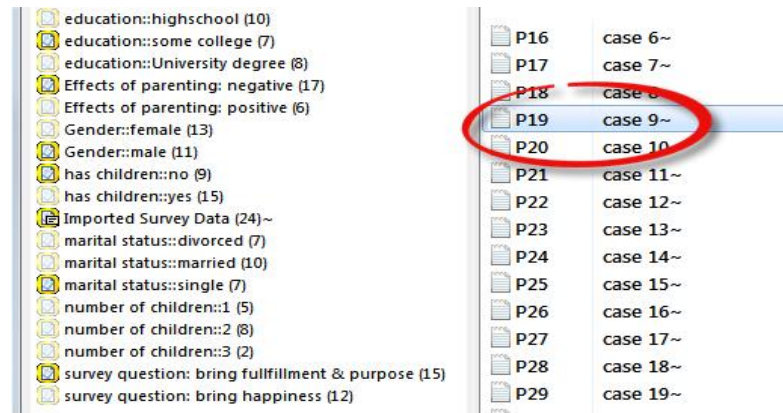 education::highschool (10)
education::some college (7)
education::University degree (8)
Effects of parenting: negative (17)
Effects of parenting: positive (6)
Gender::female (13)
Gender::male (11)
has children::no (9)
has children::yes (15)
Imported Survey Data (24)~
marital status::divorced (7)
marital status::married (10)
marital status::single (7)
number of children::1 (5)
number of children::2 (8)
number of children::3 (2)
survey question: bring fullfillment & purpose (15)
survey question: bring happiness (12)
P16 case 6~
P17 case 7~
P18 case 8~
P19 case 9~
P20 case 10
P21 case 11~
P22 case 12~
P23 case 13~
P24 case 14~
P25 case 15~
P26 case 16~
P27 case 17~
P28 case 18~
P29 case 19~